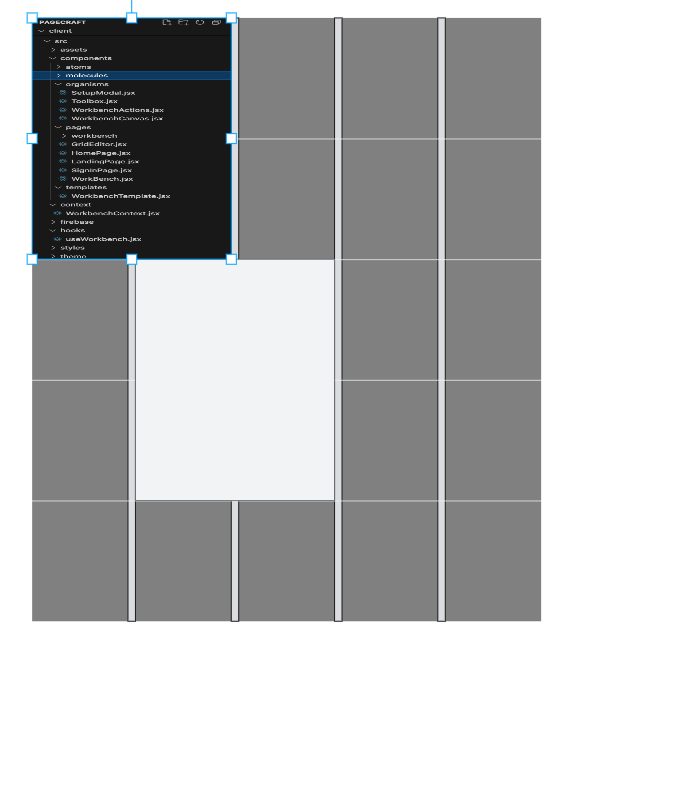 PAGECRAFT
client
src
assets
components
atoms
molecules
organisms
SetupModel.jsx
Toolbox.jsx
WorkbenchActions.jsx
WorkbenchCanvas.jsx
pages
workbench
GridEditor.jsx
HomePage.jsx
LandingPage.jsx
SigninPage.jsx
WorkBench.jsx
templates
WorkbenchTemplate.jsx
context
WorkbenchContext.jsx
firebase
hooks
useWorkbench.jsx
styles
theme